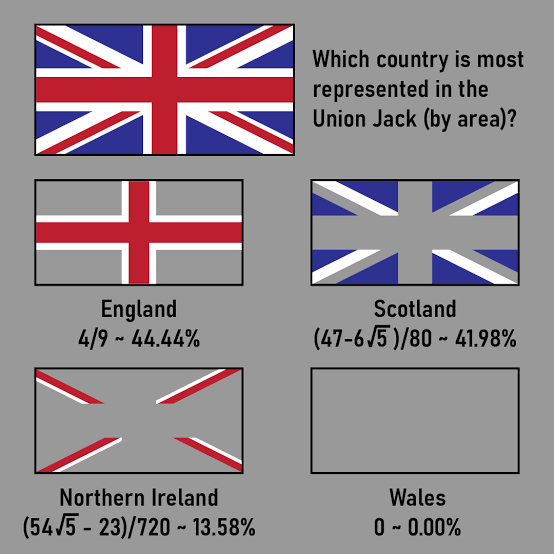 Which country is most
represented in the
Union Jack (by area)?
England
4/9 ~ 44.44%
Scotland
(47-6√5)/80 ~ 41.98%
Northern Ireland
(54√5 - 23)/720 ~ 13.58%
Wales
0 ~ 0.00%